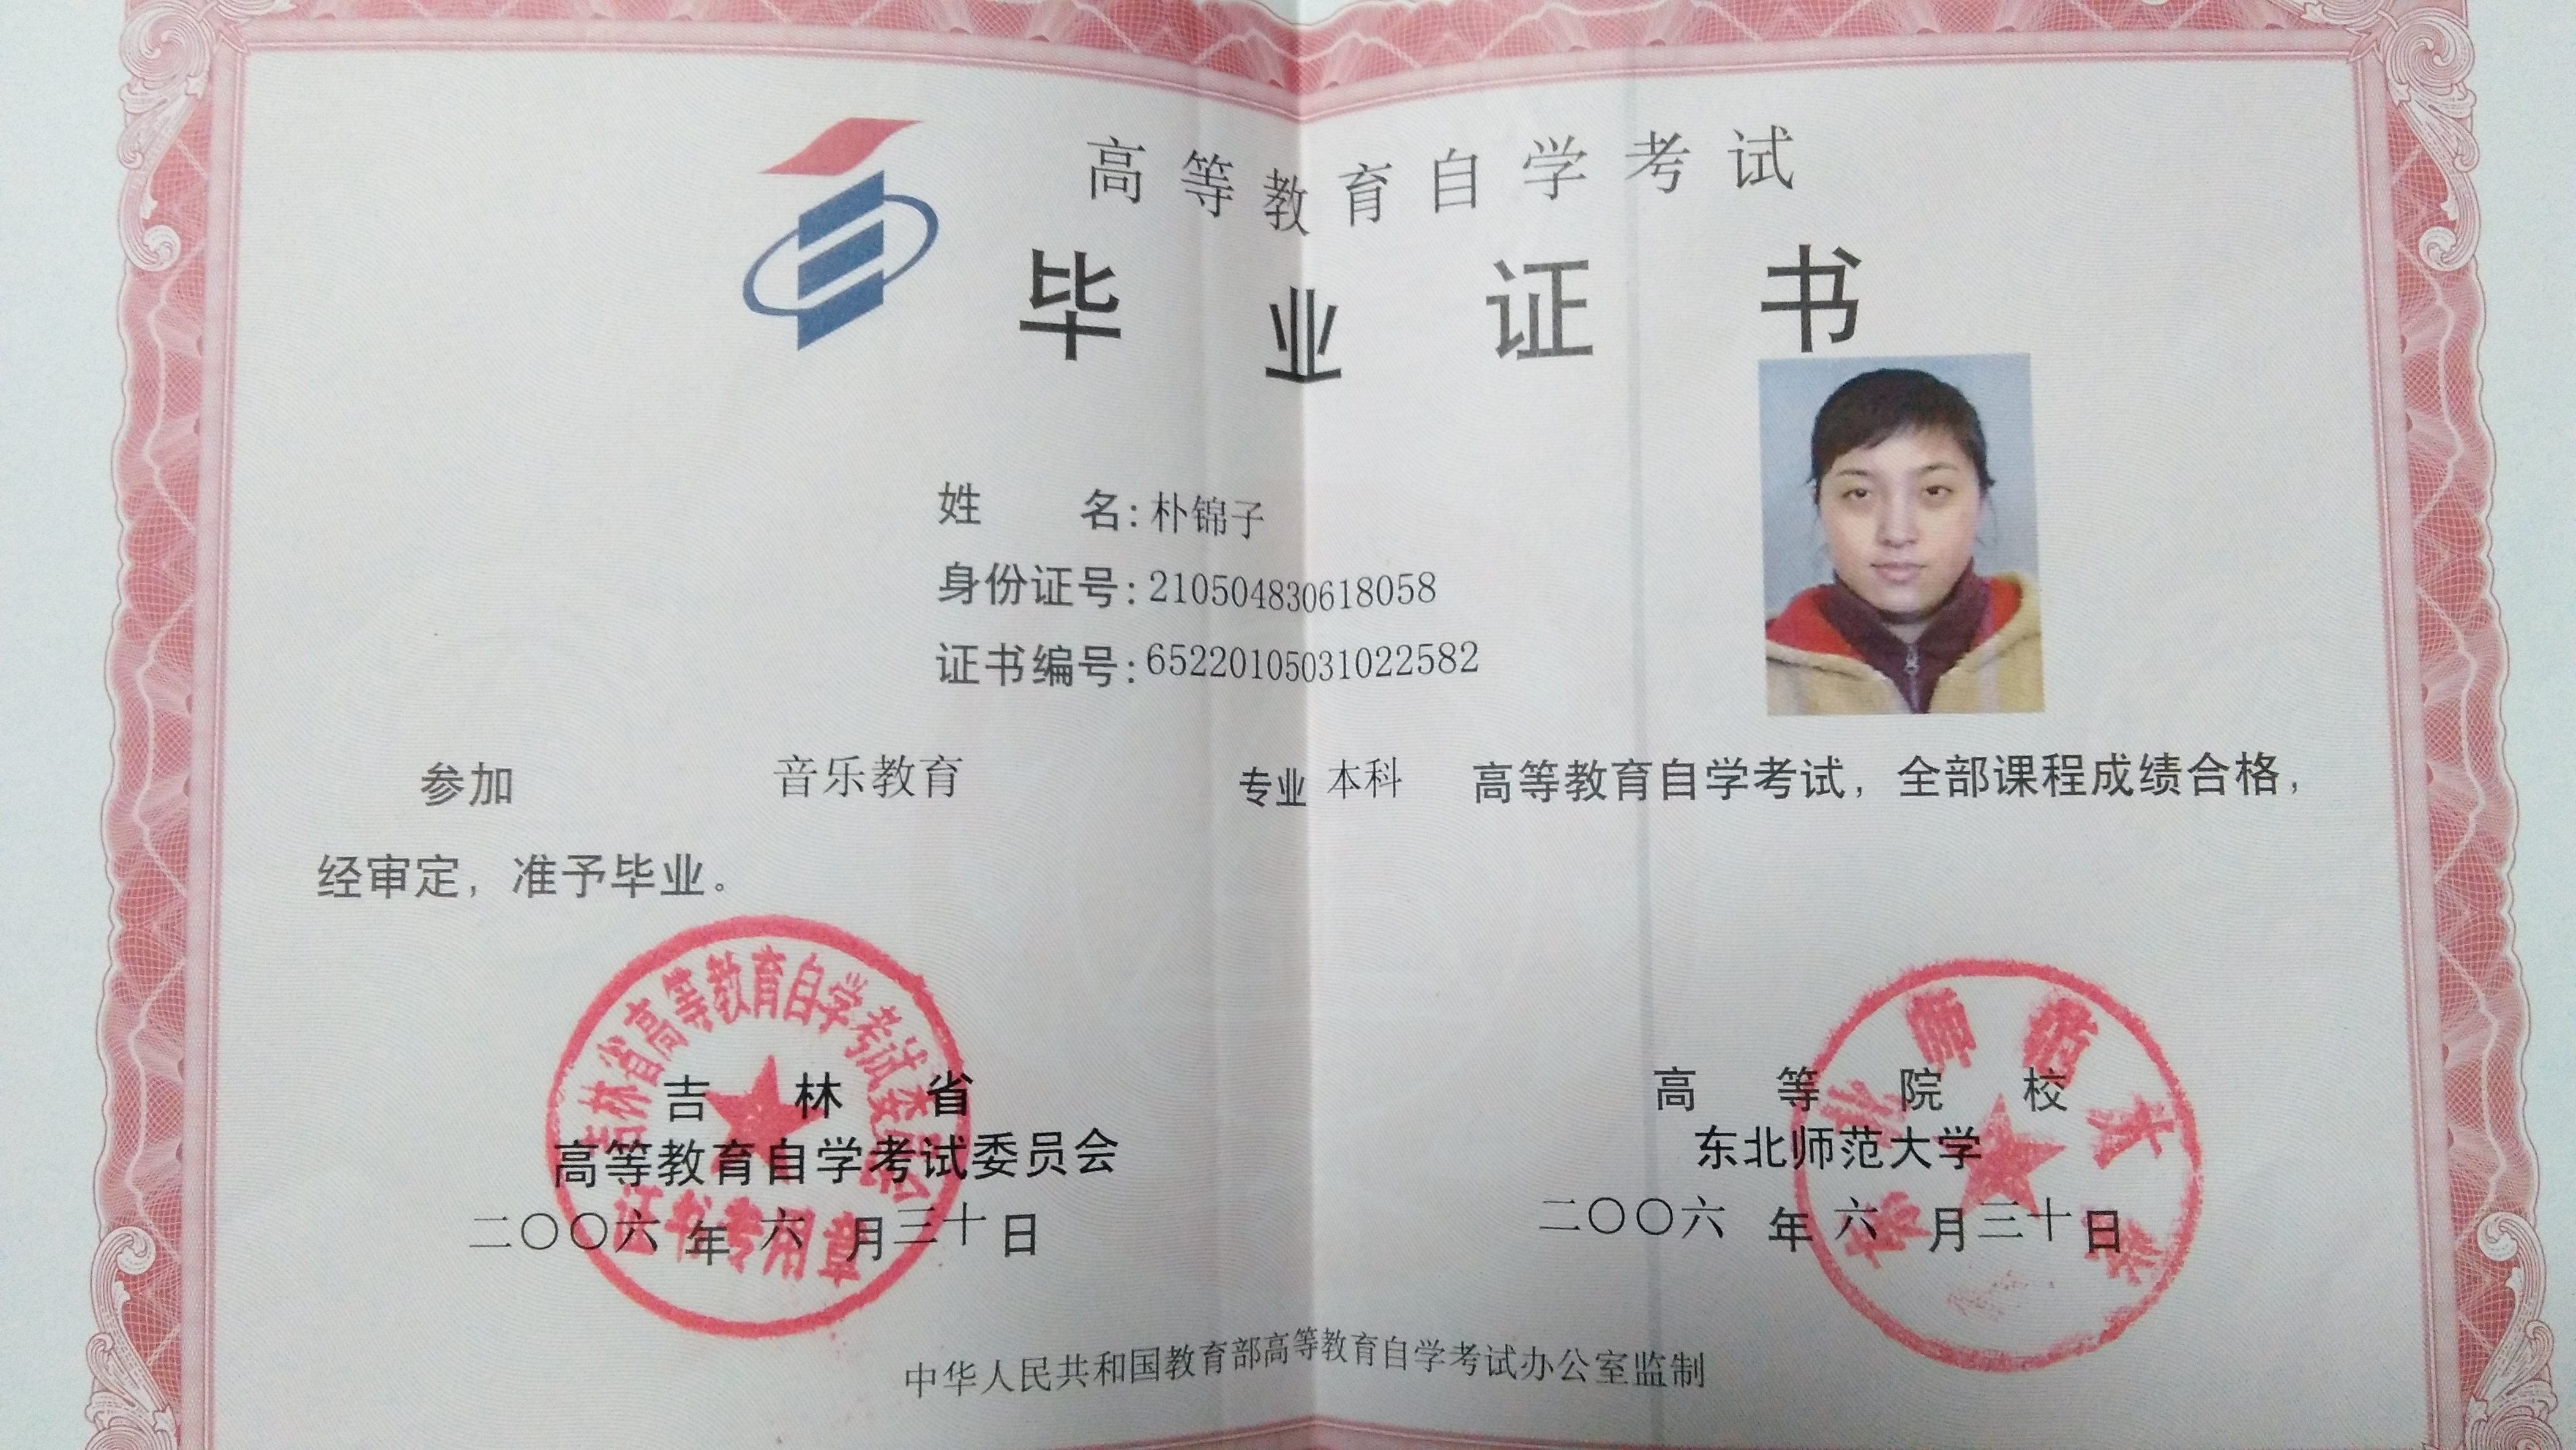 高等教育自学考试
毕业证书
姓名：朴锦子
身份证号：210504830618058
证书编号：65220105031022582
参加 音乐教育 专业 本科 高等教育自学考试，全部课程成绩合格，
经审定，准予毕业。
吉林省高等教育自学考试委员会
证书专用章
吉林省
高等教育自学考试委员会
二〇〇六年六月三十日
东北师范大学
高等院校
东北师范大学
二〇〇六年六月三十日
中华人民共和国教育部高等教育自学考试办公室监制